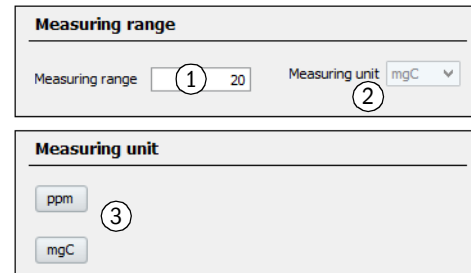 Measuring range
Measuring range 1 20 Measuring unit mgC
2
Measuring unit
ppm
3
mgC